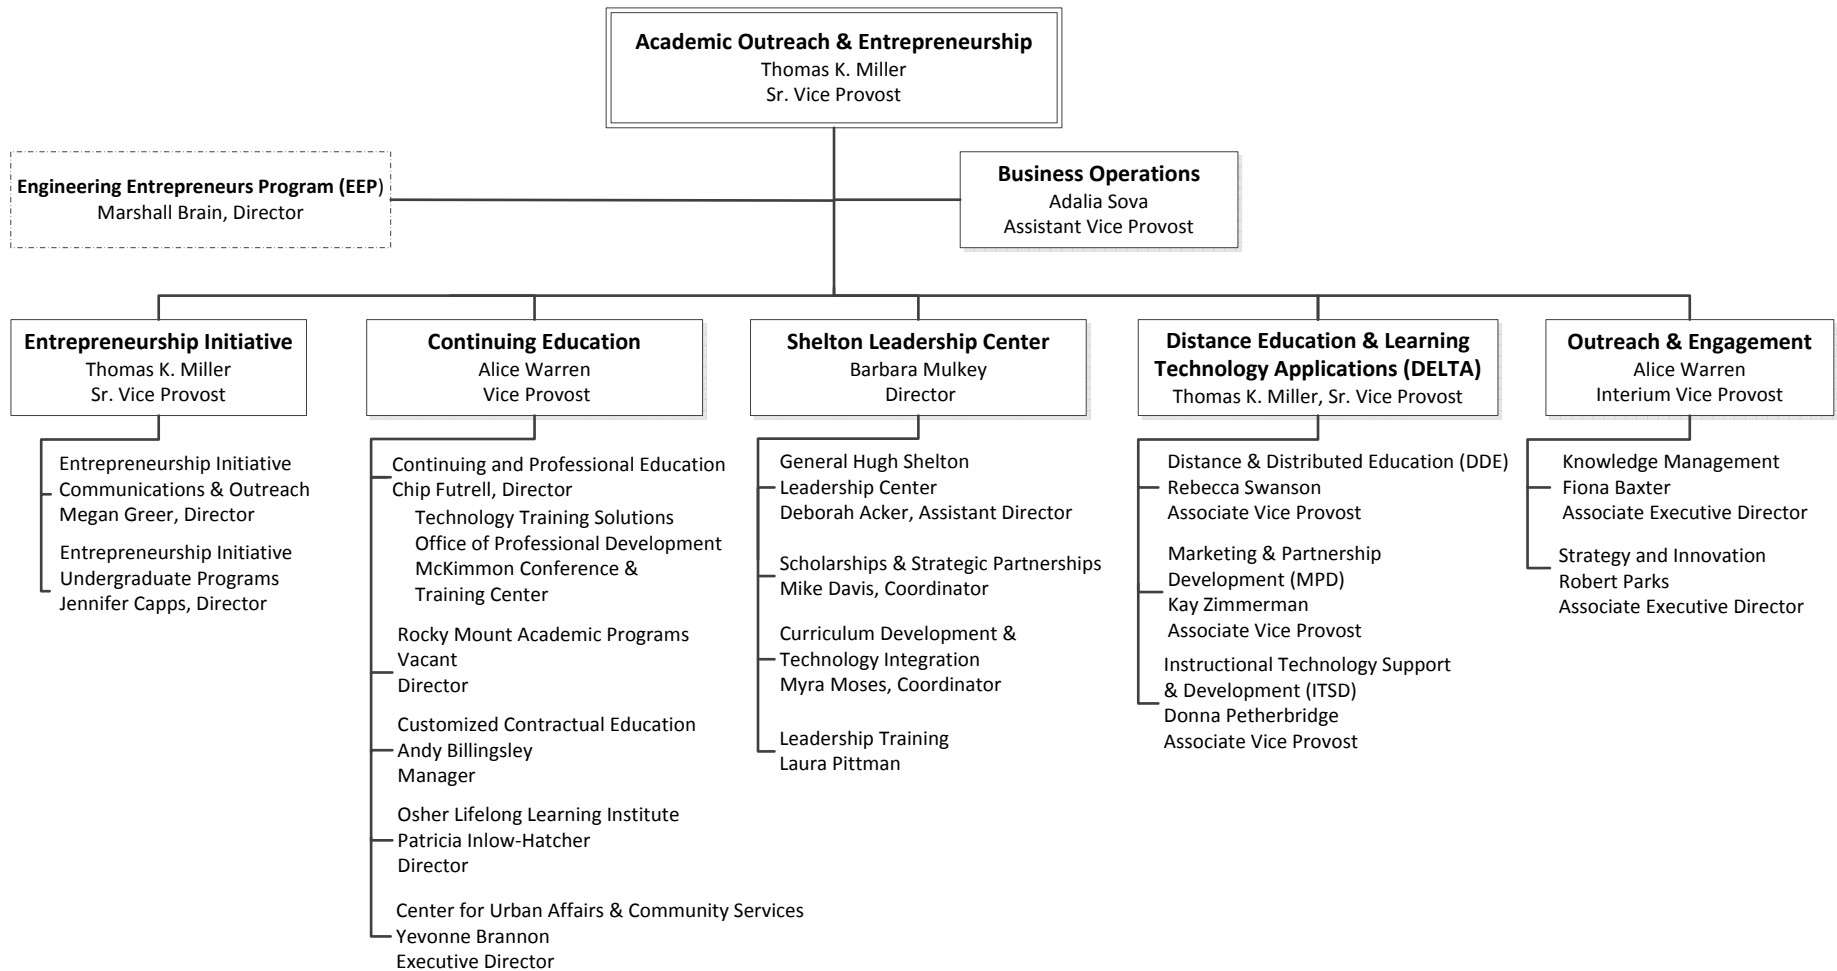 Academic Outreach & Entrepreneurship
Thomas K. Miller
Sr. Vice Provost
Engineering Entrepreneurs Program (EEP)
Marshall Brain, Director
Business Operations
Adalia Sova
Assistant Vice Provost
Entrepreneurship Initiative
Thomas K. Miller
Sr. Vice Provost
Entrepreneurship Initiative
Communications & Outreach
Megan Greer, Director
Entrepreneurship Initiative
Undergraduate Programs
Jennifer Capps, Director
Continuing Education
Alice Warren
Vice Provost
Continuing and Professional Education
Chip Futrell, Director
Technology Training Solutions
Office of Professional Development
McKimmon Conference &
Training Center
Rocky Mount Academic Programs
Vacant
Director
Customized Contractual Education
Andy Billingsley
Manager
Osher Lifelong Learning Institute
Patricia Inlow-Hatcher
Director
Center for Urban Affairs & Community Services
Yevonne Brannon
Executive Director
Shelton Leadership Center
Barbara Mulkey
Director
General Hugh Shelton
Leadership Center
Deborah Acker, Assistant Director
Scholarships & Strategic Partnerships
Mike Davis, Coordinator
Curriculum Development &
Technology Integration
Myra Moses, Coordinator
Leadership Training
Laura Pittman
Distance Education & Learning
Technology Applications (DELTA)
Thomas K. Miller, Sr. Vice Provost
Distance & Distributed Education (DDE)
Rebecca Swanson
Associate Vice Provost
Marketing & Partnership
Development (MPD)
Kay Zimmerman
Associate Vice Provost
Instructional Technology Support
& Development (ITSD)
Donna Petherbridge
Associate Vice Provost
Outreach & Engagement
Alice Warren
Interium Vice Provost
Knowledge Management
Fiona Baxter
Associate Executive Director
Strategy and Innovation
Robert Parks
Associate Executive Director